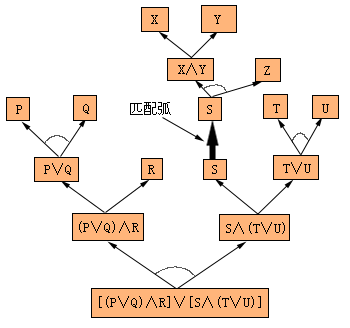 X Y
X∧Y Z
P Q 匹配弧 S T U
P∨Q R S T∨U
(P∨Q)∧R S∧(T∨U)
[(P∨Q)∧R]∨[S∧(T∨U)]